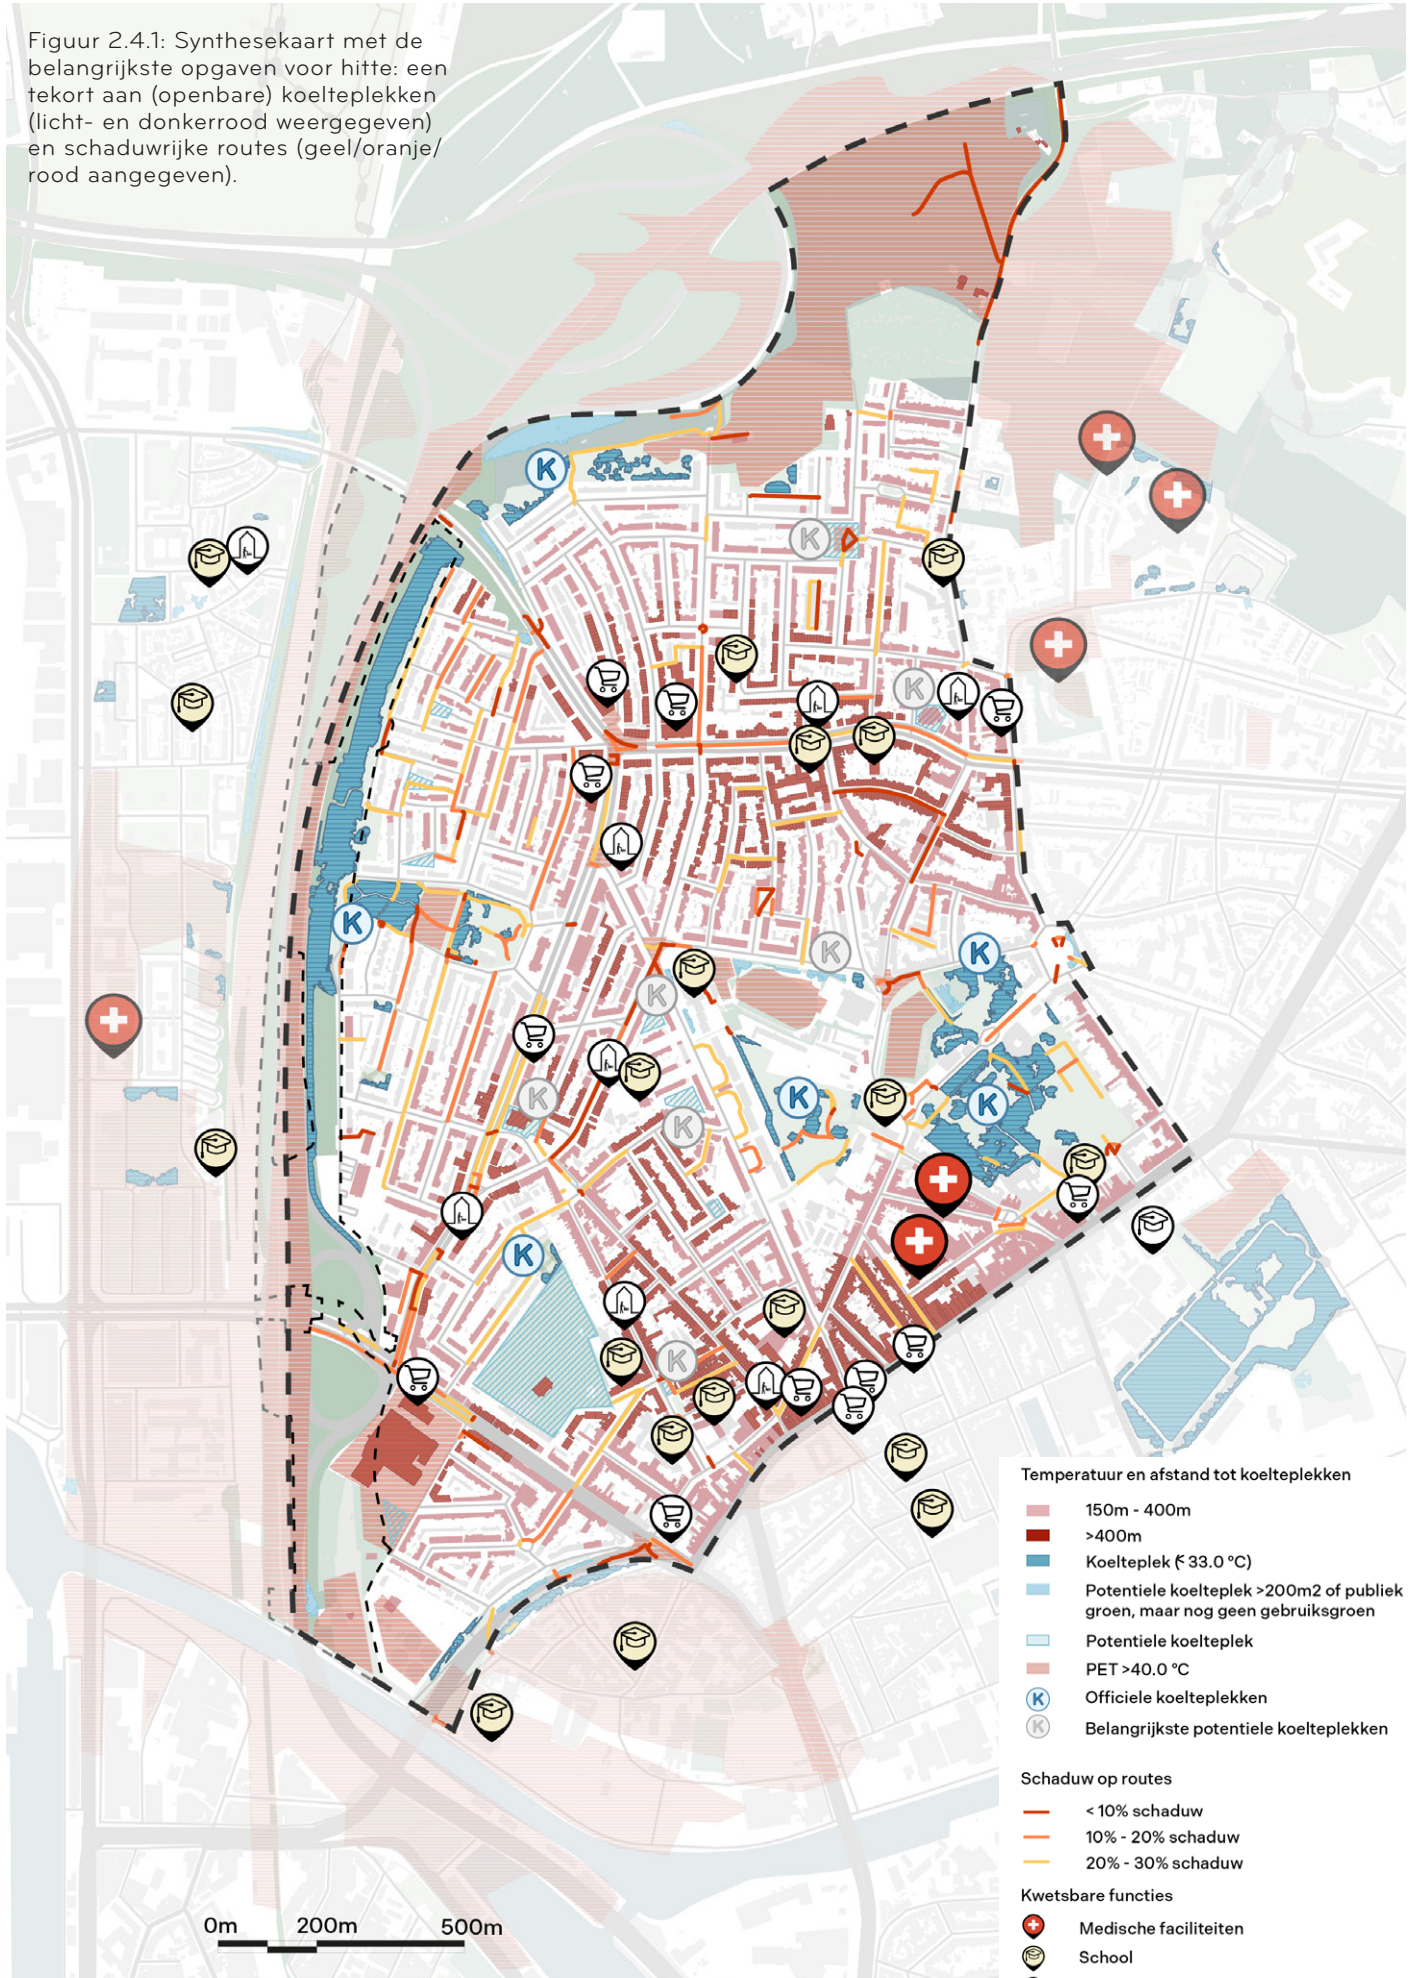 Figuur 2.4.1: Synthesekaart met de
belangrijkste opgaven voor hitte: een
tekort aan (openbare) koelteplekken
(licht- en donkerrood weergegeven)
en schaduwrijke routes (geel/oranje/
rood aangegeven).
K
K
K
K
K
K
K
K
K
K
K
K
K
Temperatuur en afstand tot koelteplekken
150m - 400m
>400m
Koelteplek (< 33.0 °C)
Potentiele koelteplek >200m2 of publiek
groen, maar nog geen gebruiksgroen
Potentiele koelteplek
PET >40.0 °C
K Officiele koelteplekken
K Belangrijkste potentiele koelteplekken
Schaduw op routes
< 10% schaduw
10% - 20% schaduw
20% - 30% schaduw
Kwetsbare functies
Medische faciliteiten
School
0m 200m 500m